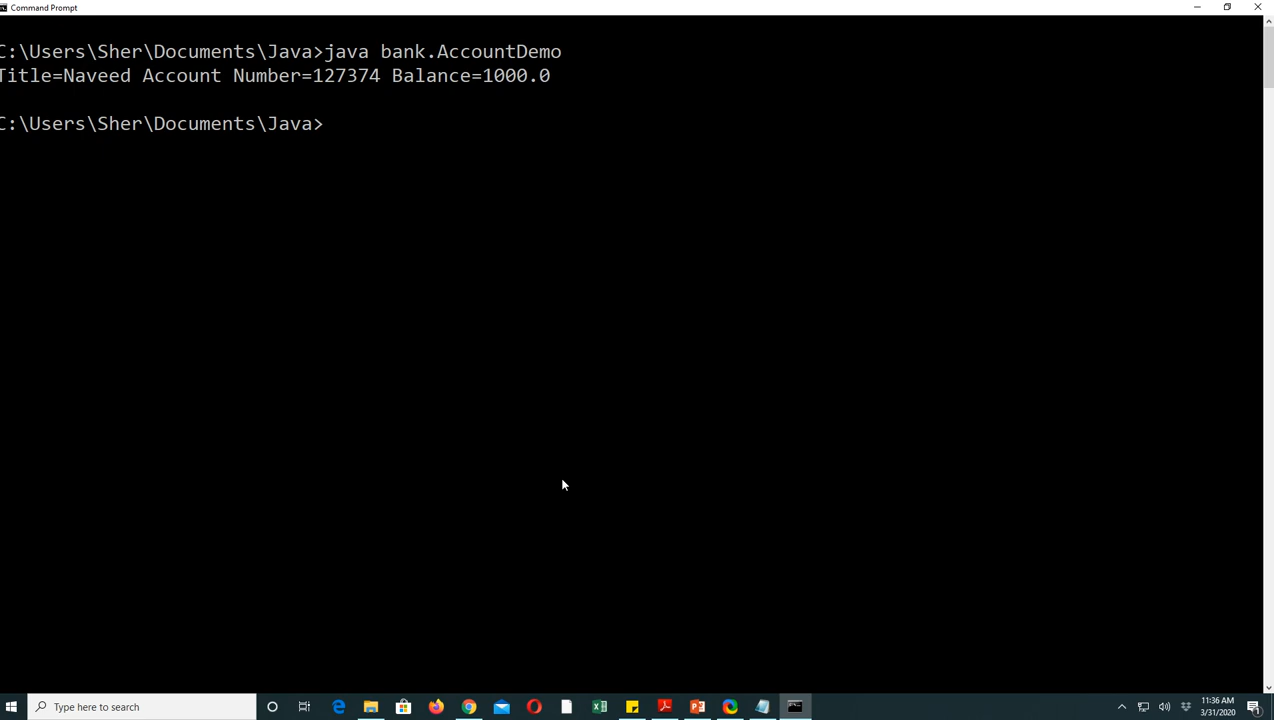 Command Prompt
C:\Users\Sher\Documents\Java>java bank.AccountDemo
Title=Naveed Account Number=127374 Balance=1000.0
C:\Users\Sher\Documents\Java>
Type here to search
11:36 AM
3/31/2020
1